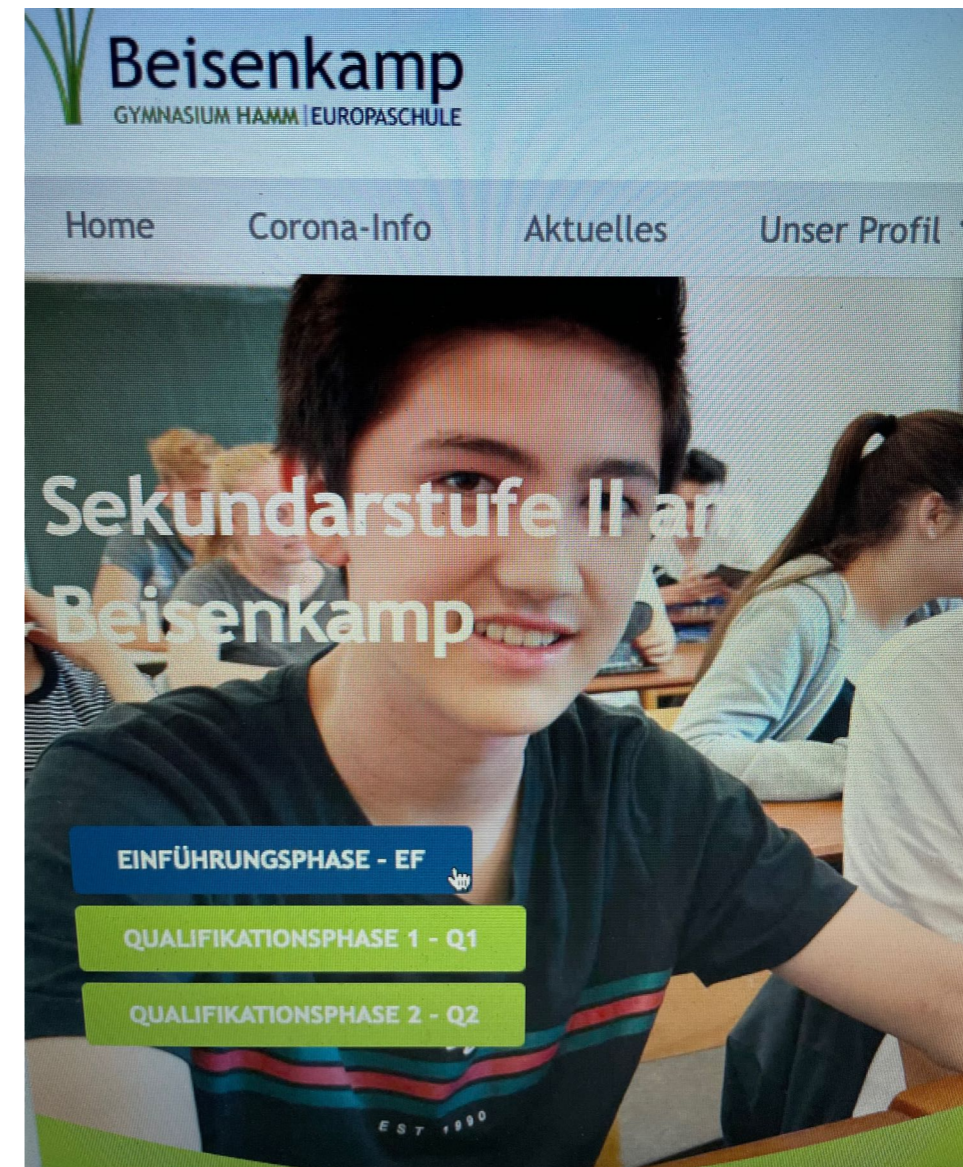 Beisenkamp
GYMNASIUM HAMM | EUROPASCHULE
Home Corona-Info Aktuelles Unser Profil
Sekundarstufe II am
Beisenkamp
EINFÜHRUNGSPHASE - EF
QUALIFIKATIONSPHASE 1 - Q1
QUALIFIKATIONSPHASE 2 - Q2
EST 1990